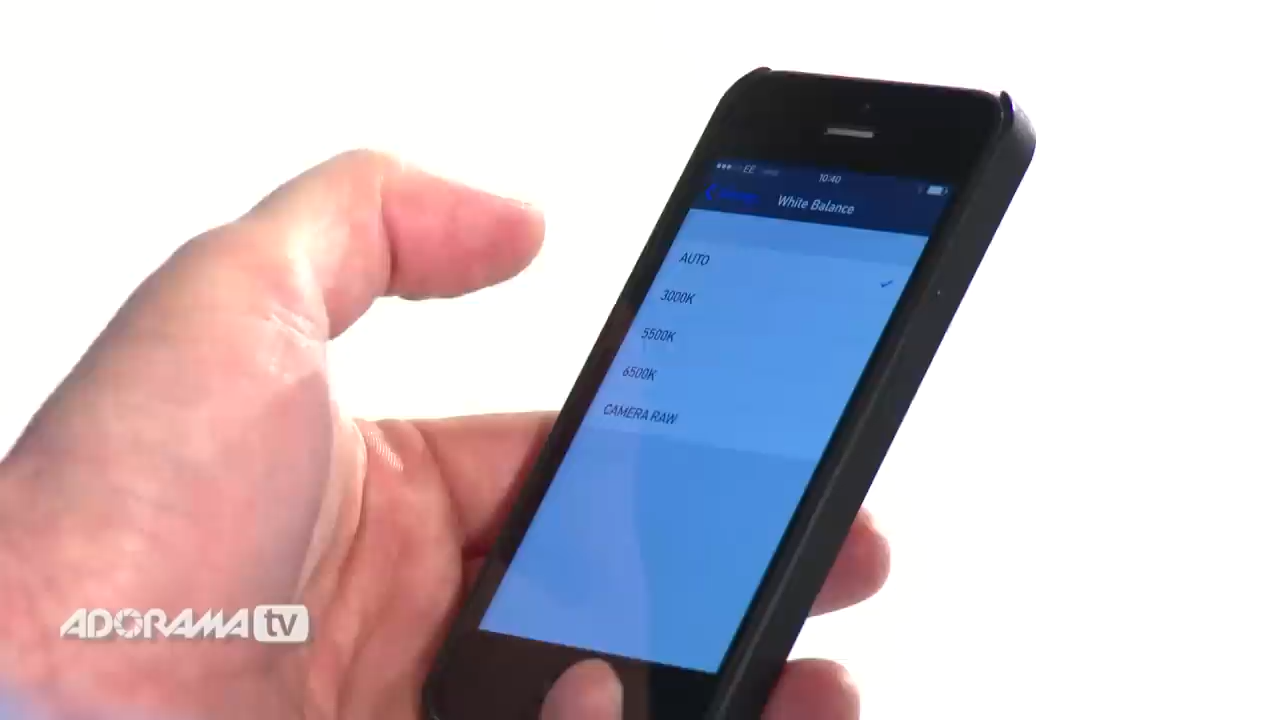 EE
10:40
White Balance
AUTO
3000K
5500K
6500K
CAMERA RAW
ADORAMA tv